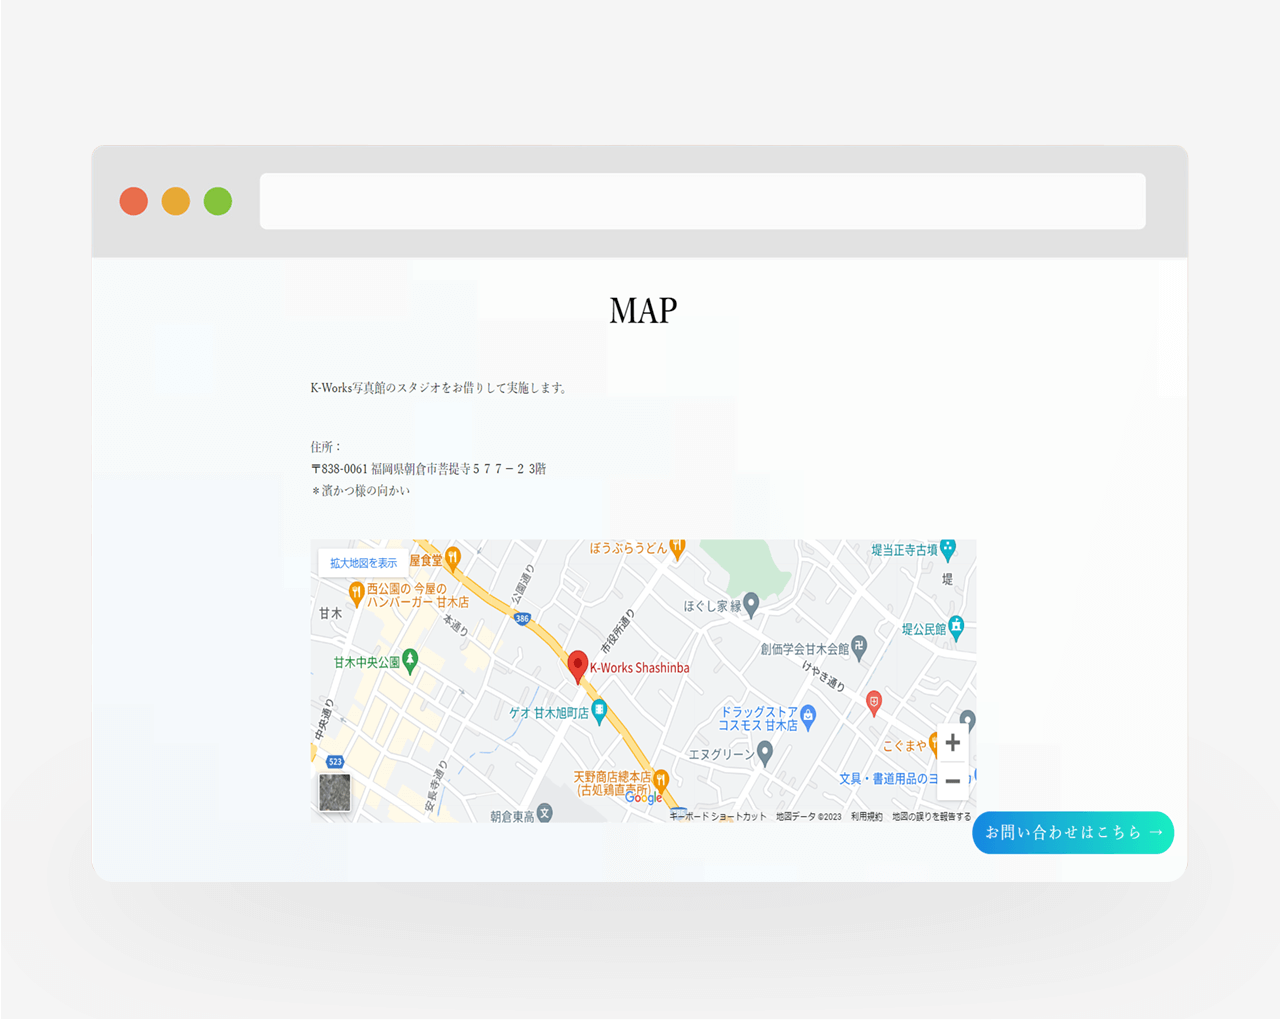 MAP
K-Works写真館のスタジオをお借りして実施します。
住所：
〒838-0061 福岡県朝倉市菩提寺５７７－２ 3階
＊濱かつ様の向かい
拡大地図を表示
屋食堂
ぼうぶらうどん
堤当正寺古墳
堤
西公園の 今屋の
ハンバーガー 甘木店
公園通り
甘木
386
本通り
市役所通り
ほぐし家 縁
堤公民館
創価学会甘木会館
甘木中央公園
K-Works Shashinba
けやき通り
中央通り
ゲオ 甘木旭町店
ドラッグストア
コスモス 甘木店
エヌグリーン
こぐまや
523
安長寺通り
天野商店總本店
(古処鶏直売所)
文具・書道用品のヨ
Google
朝倉東高
キーボード ショートカット
地図データ ©2023
利用規約
地図の誤りを報告する
お問い合わせはこちら →